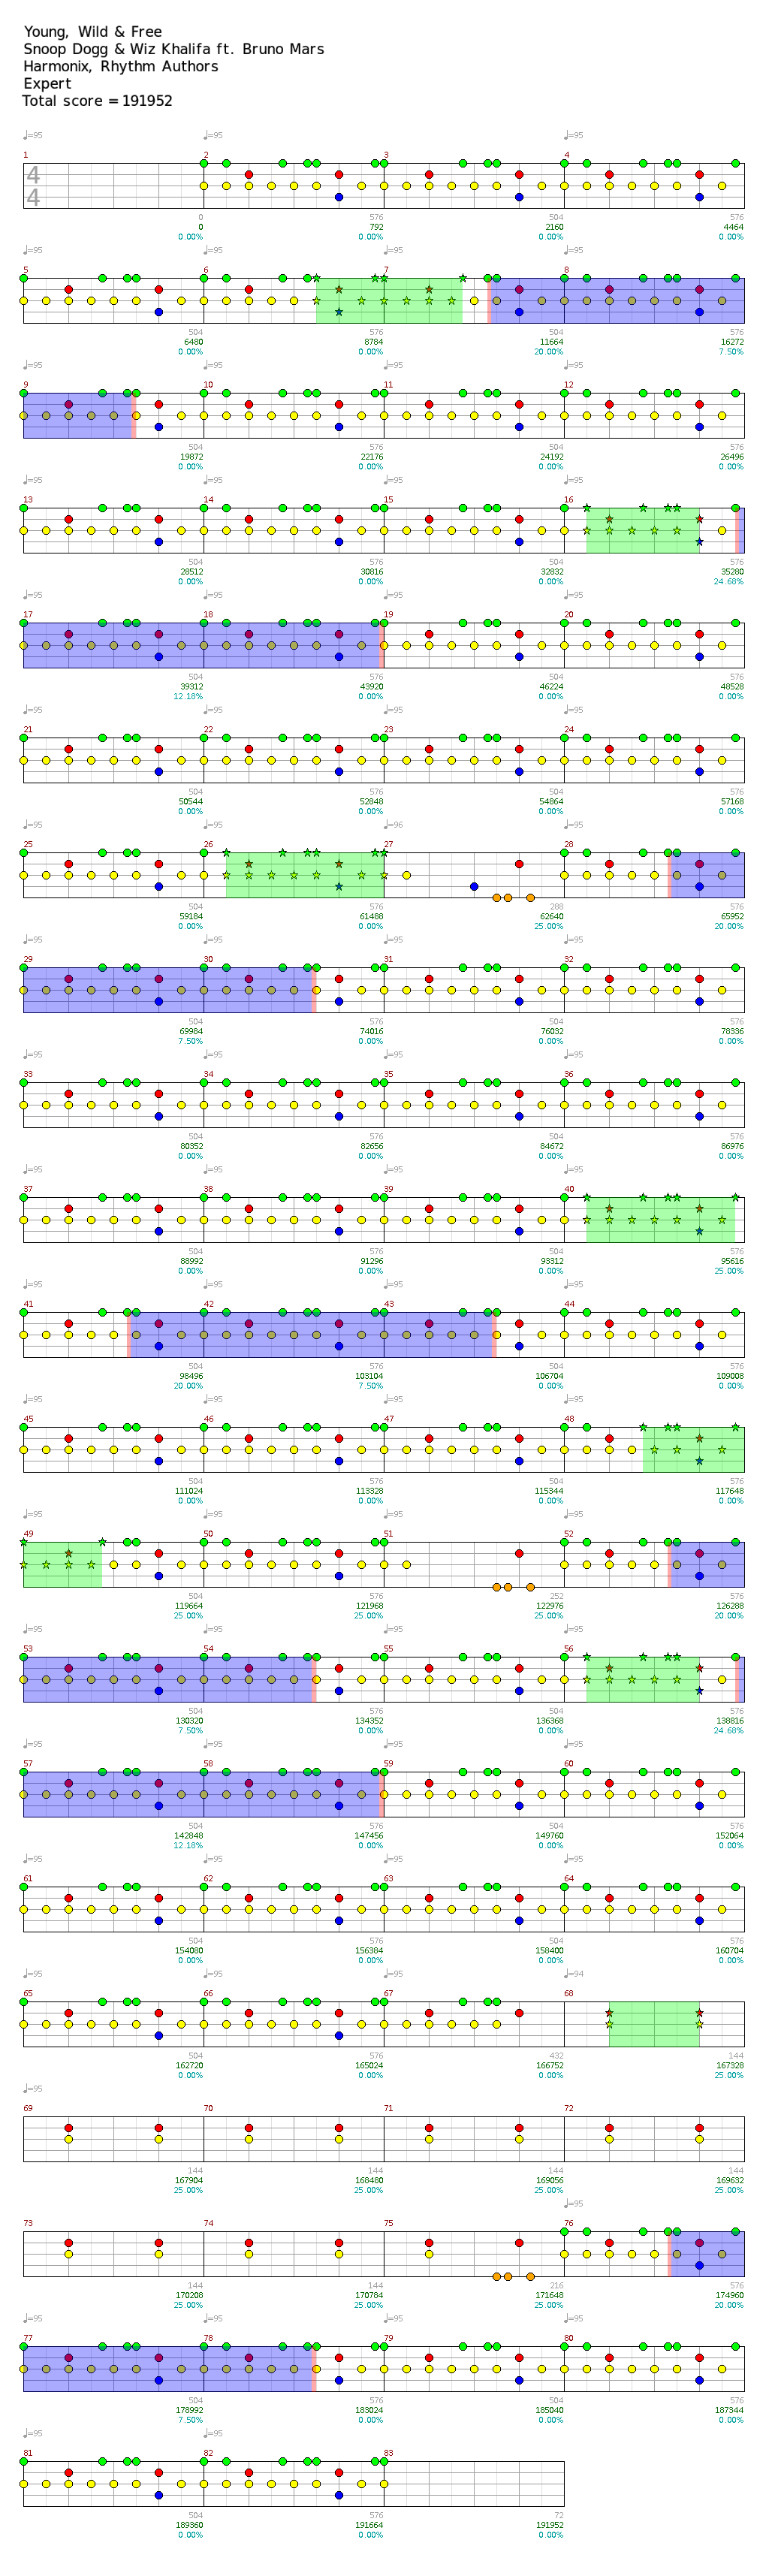 Young, Wild & Free
Snoop Dogg & Wiz Khalifa ft. Bruno Mars
Harmonix, Rhythm Authors
Expert
Total score = 191952
♩=95 ♩=95 ♩=95
1 2 3 4
4
4
0 576 504 576
0 792 2160 4464
0.00% 0.00% 0.00% 0.00%
♩=95 ♩=95 ♩=95 ♩=95
5 6 7 8
504 576 504 576
6480 8784 11664 16272
0.00% 0.00% 20.00% 7.50%
♩=95 ♩=95 ♩=95 ♩=95
9 10 11 12
504 576 504 576
19872 22176 24192 26496
0.00% 0.00% 0.00% 0.00%
♩=95 ♩=95 ♩=95 ♩=95
13 14 15 16
504 576 504 576
28512 30816 32832 35280
0.00% 0.00% 0.00% 24.68%
♩=95 ♩=95 ♩=95 ♩=95
17 18 19 20
504 576 504 576
39312 43920 46224 48528
12.18% 0.00% 0.00% 0.00%
♩=95 ♩=95 ♩=95 ♩=95
21 22 23 24
504 576 504 576
50544 52848 54864 57168
0.00% 0.00% 0.00% 0.00%
♩=95 ♩=95 ♩=96 ♩=95
25 26 27 28
504 576 288 576
59184 61488 62640 65952
0.00% 0.00% 25.00% 20.00%
♩=95 ♩=95 ♩=95 ♩=95
29 30 31 32
504 576 504 576
69984 74016 76032 78336
7.50% 0.00% 0.00% 0.00%
♩=95 ♩=95 ♩=95 ♩=95
33 34 35 36
504 576 504 576
80352 82656 84672 86976
0.00% 0.00% 0.00% 0.00%
♩=95 ♩=95 ♩=95 ♩=95
37 38 39 40
504 576 504 576
88992 91296 93312 95616
0.00% 0.00% 0.00% 25.00%
♩=95 ♩=95 ♩=95 ♩=95
41 42 43 44
504 576 504 576
98496 103104 106704 109008
20.00% 7.50% 0.00% 0.00%
♩=95 ♩=95 ♩=95 ♩=95
45 46 47 48
504 576 504 576
111024 113328 115344 117648
0.00% 0.00% 0.00% 0.00%
♩=95 ♩=95 ♩=95 ♩=95
49 50 51 52
504 576 252 576
119664 121968 122976 126288
25.00% 25.00% 25.00% 20.00%
♩=95 ♩=95 ♩=95 ♩=95
53 54 55 56
504 576 504 576
130320 134352 136368 138816
7.50% 0.00% 0.00% 24.68%
♩=95 ♩=95 ♩=95 ♩=95
57 58 59 60
504 576 504 576
142848 147456 149760 152064
12.18% 0.00% 0.00% 0.00%
♩=95 ♩=95 ♩=95 ♩=95
61 62 63 64
504 576 504 576
154080 156384 158400 160704
0.00% 0.00% 0.00% 0.00%
♩=95 ♩=95 ♩=95 ♩=94
65 66 67 68
504 576 432 144
162720 165024 166752 167328
0.00% 0.00% 0.00% 25.00%
♩=95
69 70 71 72
144 144 144 144
167904 168480 169056 169632
25.00% 25.00% 25.00% 25.00%
♩=95
73 74 75 76
144 144 216 576
170208 170784 171648 174960
25.00% 25.00% 25.00% 20.00%
♩=95 ♩=95 ♩=95 ♩=95
77 78 79 80
504 576 504 576
178992 183024 185040 187344
7.50% 0.00% 0.00% 0.00%
♩=95 ♩=95
81 82 83
504 576 72
189360 191664 191952
0.00% 0.00% 0.00%